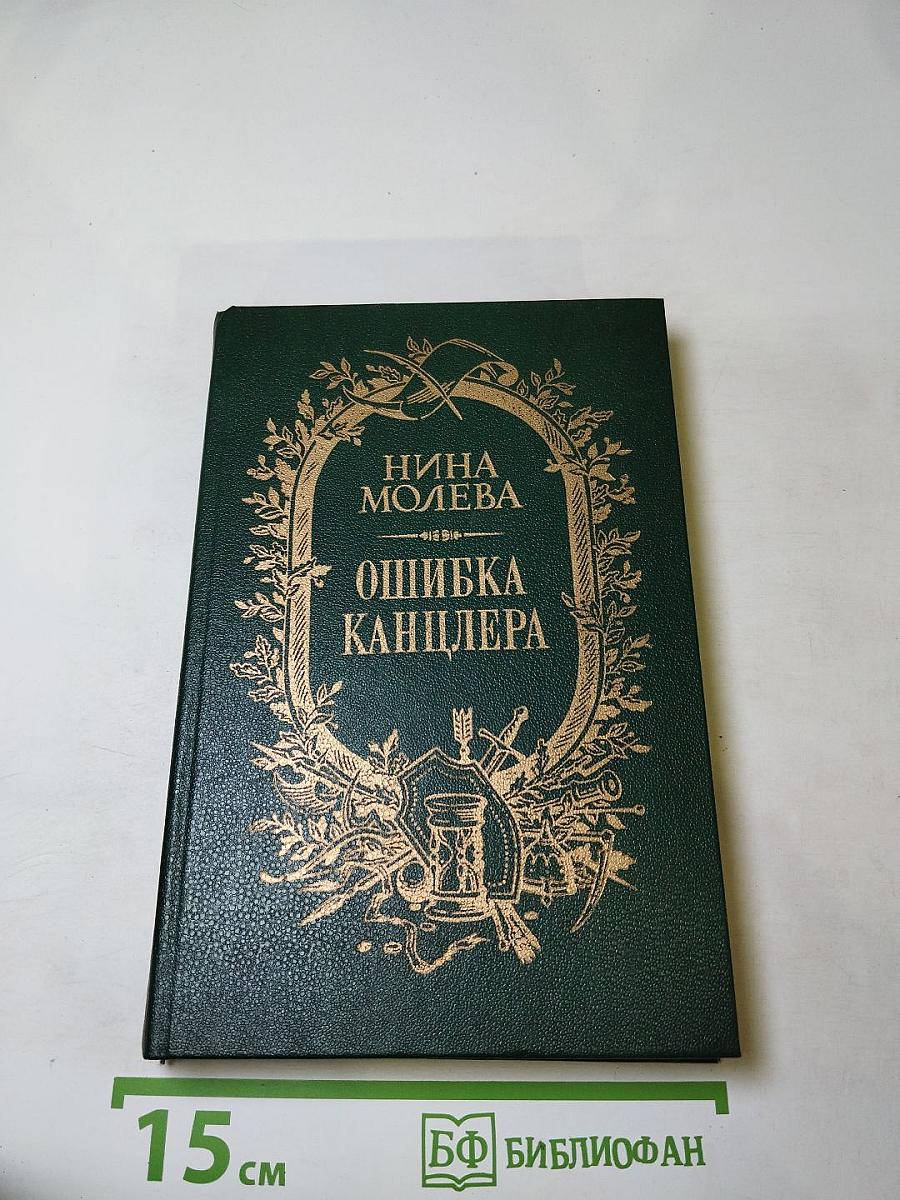 НИНА
МОЛЕВА
ОШИБКА
КАНЦЛЕРА
15 см
БФ БИБЛИОФАН